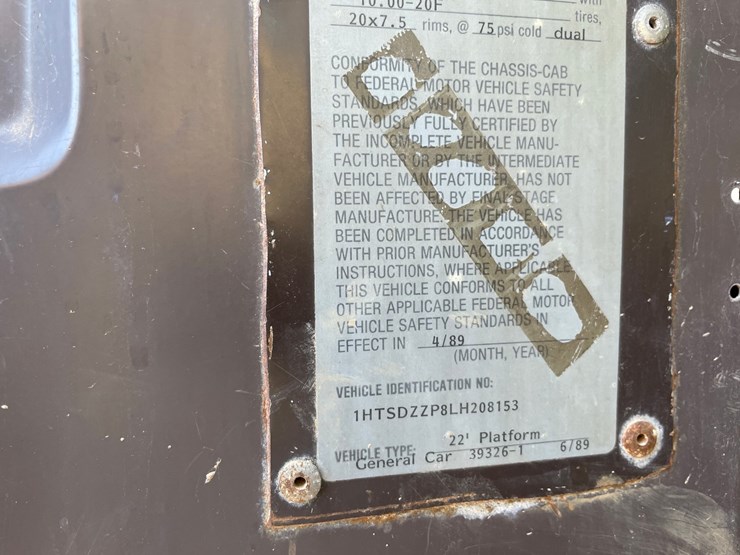 10.00-20F with
tires,
20x7.5 rims, @ 75 psi cold dual
CONFORMITY OF THE CHASSIS-CAB
TO FEDERAL MOTOR VEHICLE SAFETY
STANDARDS, WHICH HAVE BEEN
PREVIOUSLY FULLY CERTIFIED BY
THE INCOMPLETE VEHICLE MANU-
FACTURER OR BY THE INTERMEDIATE
VEHICLE MANUFACTURER, HAS NOT
BEEN AFFECTED BY FINAL-STAGE
MANUFACTURE. THE VEHICLE HAS
BEEN COMPLETED IN ACCORDANCE
WITH PRIOR MANUFACTURER'S
INSTRUCTIONS, WHERE APPLICABLE.
THIS VEHICLE CONFORMS TO ALL
OTHER APPLICABLE FEDERAL MOTOR
VEHICLE SAFETY STANDARDS IN
EFFECT IN 4/89
(MONTH, YEAR)
VEHICLE IDENTIFICATION NO:
1HTSDZZP8LH208153
22' Platform
VEHICLE TYPE:
General Car 39326-1 6/89